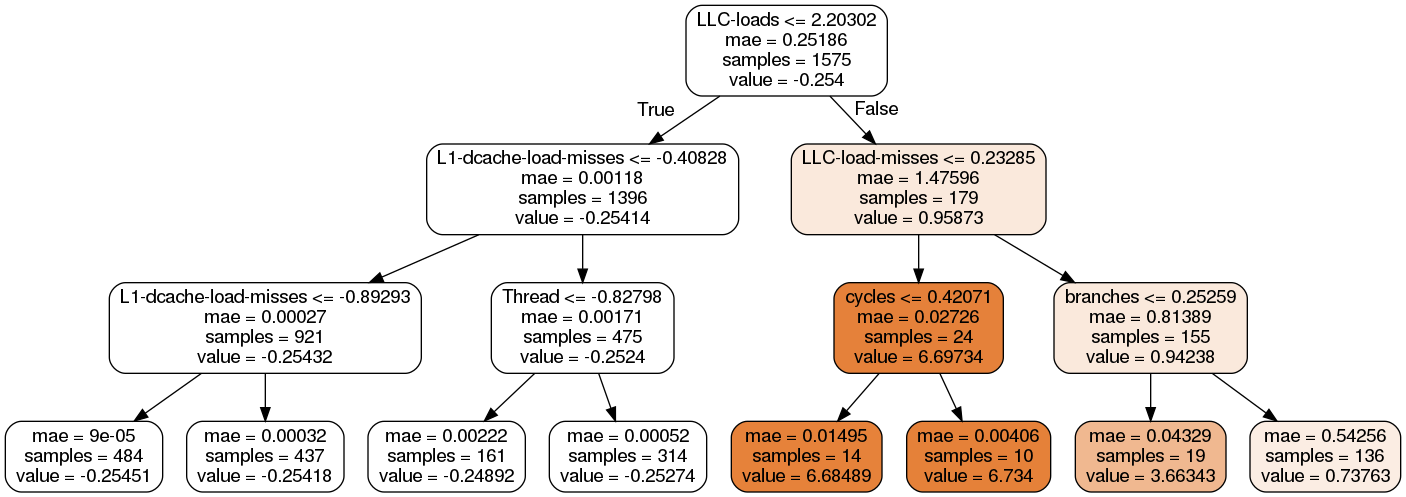 LLC-loads <= 2.20302
mae = 0.25186
samples = 1575
value = -0.254
True
False
L1-dcache-load-misses <= -0.40828
mae = 0.00118
samples = 1396
value = -0.25414
LLC-load-misses <= 0.23285
mae = 1.47596
samples = 179
value = 0.95873
L1-dcache-load-misses <= -0.89293
mae = 0.00027
samples = 921
value = -0.25432
Thread <= -0.82798
mae = 0.00171
samples = 475
value = -0.2524
cycles <= 0.42071
mae = 0.02726
samples = 24
value = 6.69734
branches <= 0.25259
mae = 0.81389
samples = 155
value = 0.94238
mae = 9e-05
samples = 484
value = -0.25451
mae = 0.00032
samples = 437
value = -0.25418
mae = 0.00222
samples = 161
value = -0.24892
mae = 0.00052
samples = 314
value = -0.25274
mae = 0.01495
samples = 14
value = 6.68489
mae = 0.00406
samples = 10
value = 6.734
mae = 0.04329
samples = 19
value = 3.66343
mae = 0.54256
samples = 136
value = 0.73763